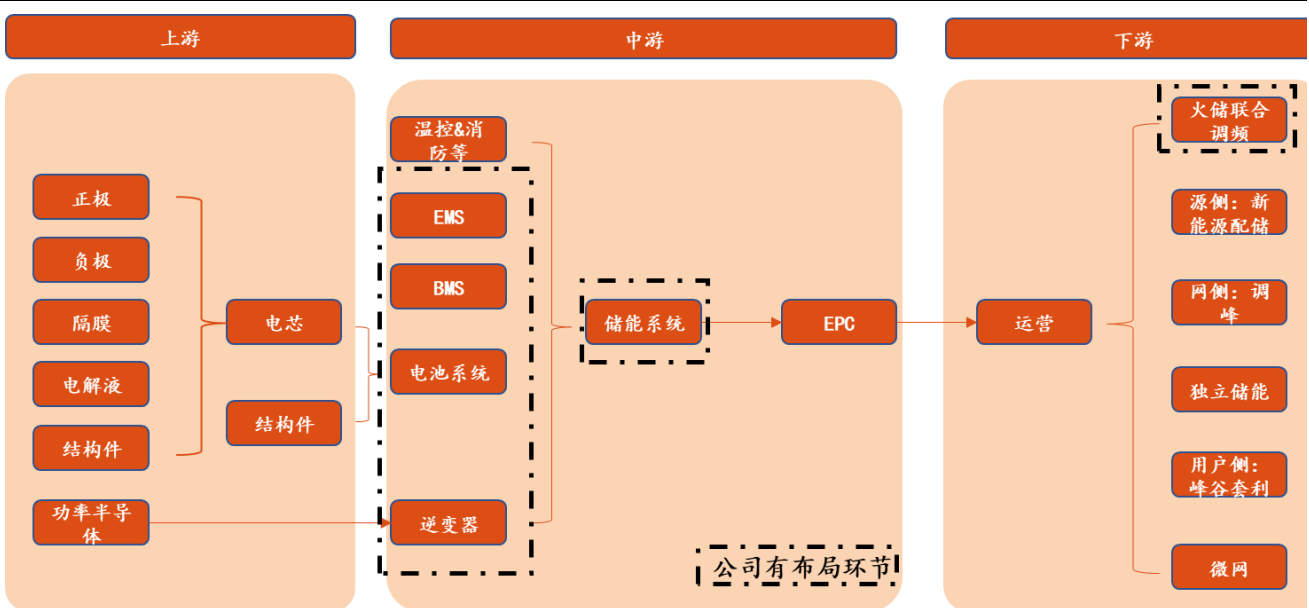 上游
中游
下游
正极
负极
隔膜
电解液
结构件
功率半导
体
电芯
结构件
温控&消
防等
EMS
BMS
电池系统
逆变器
储能系统
EPC
公司有布局环节
运营
火储联合
调频
源侧：新
能源配储
网侧：调
峰
独立储能
用户侧：
峰谷套利
微网